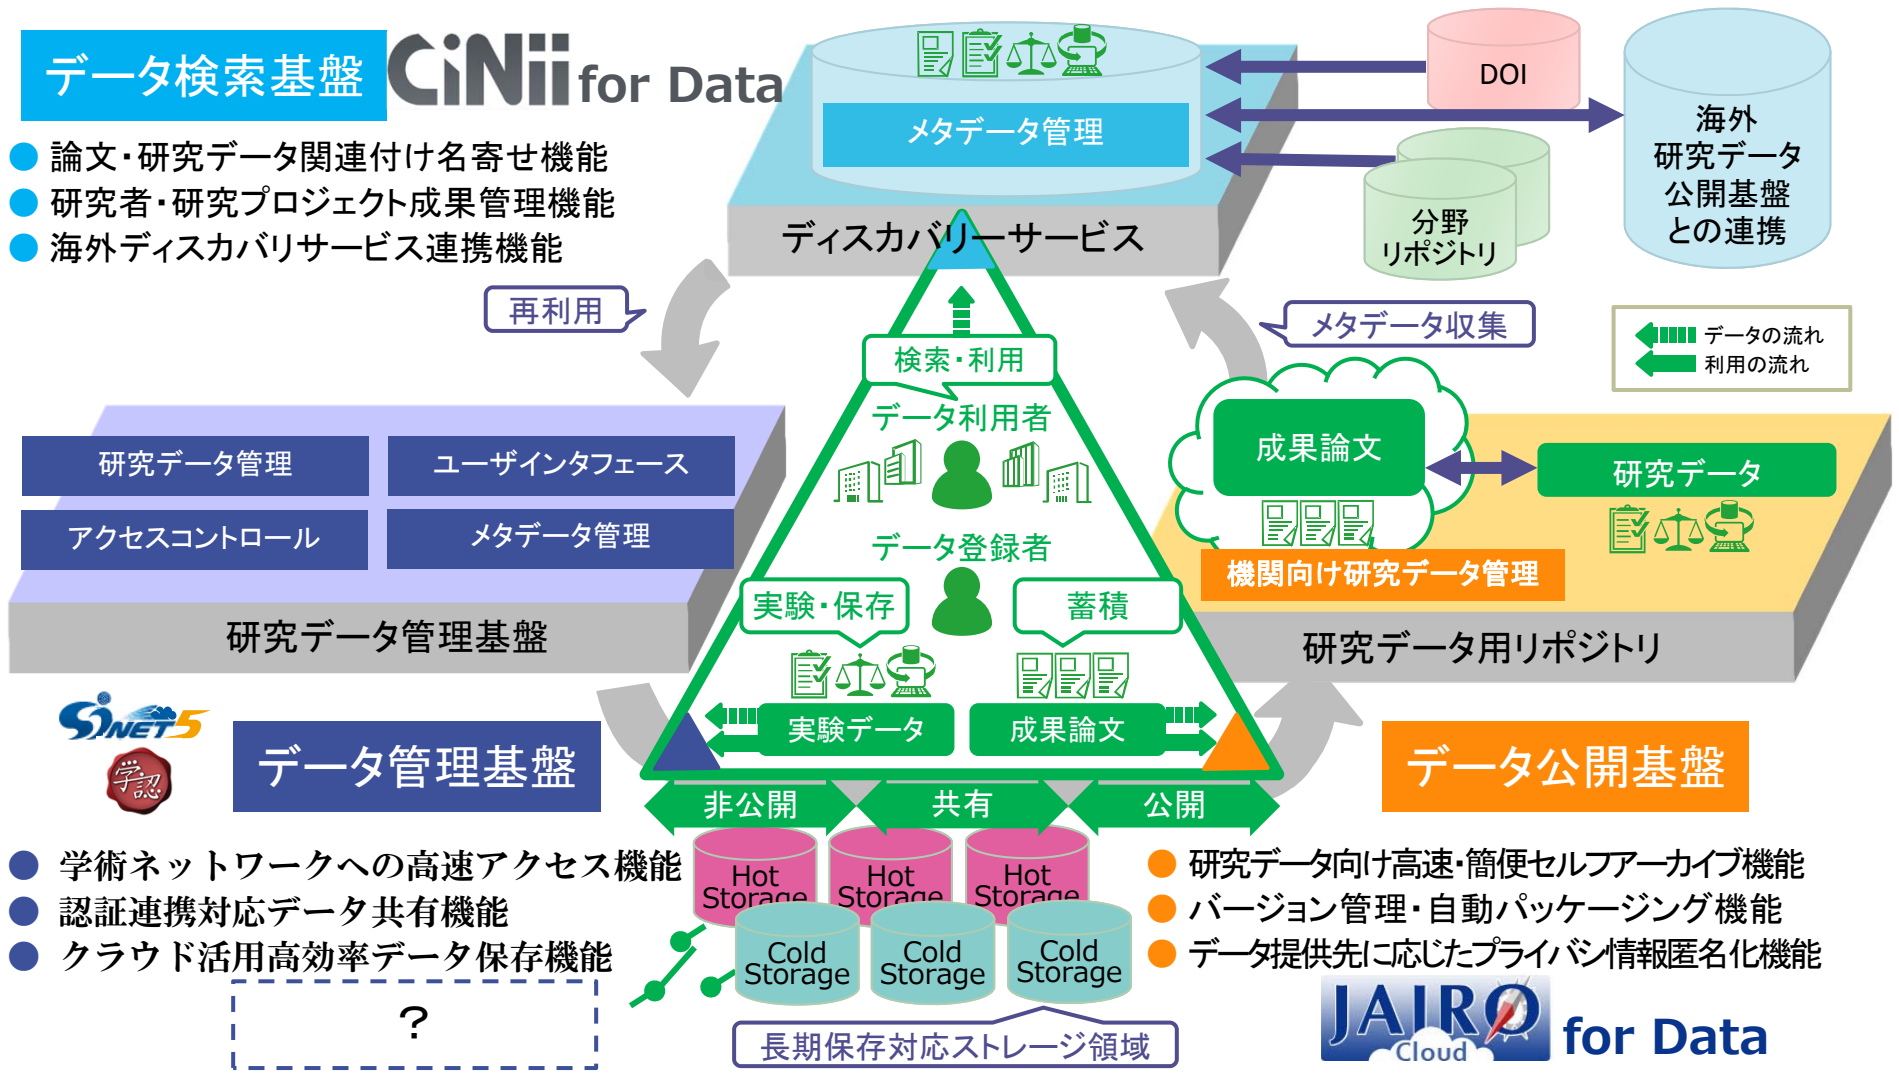 データ検索基盤
CiNii for Data
論文・研究データ関連付け名寄せ機能
研究者・研究プロジェクト成果管理機能
海外ディスカバリサービス連携機能
メタデータ管理
ディスカバリーサービス
DOI
分野
リポジトリ
海外
研究データ
公開基盤
との連携
再利用
メタデータ収集
データの流れ
利用の流れ
検索・利用
データ利用者
データ登録者
実験・保存
蓄積
実験データ
成果論文
研究データ管理
ユーザインタフェース
アクセスコントロール
メタデータ管理
研究データ管理基盤
成果論文
研究データ
機関向け研究データ管理
研究データ用リポジトリ
SINET5
学認
データ管理基盤
データ公開基盤
非公開
共有
公開
学術ネットワークへの高速アクセス機能
認証連携対応データ共有機能
クラウド活用高効率データ保存機能
?
Hot
Storage
Hot
Storage
Hot
Storage
Cold
Storage
Cold
Storage
Cold
Storage
長期保存対応ストレージ領域
研究データ向け高速・簡便セルフアーカイブ機能
バージョン管理・自動パッケージング機能
データ提供先に応じたプライバシ情報匿名化機能
JAIRO
Cloud
for Data